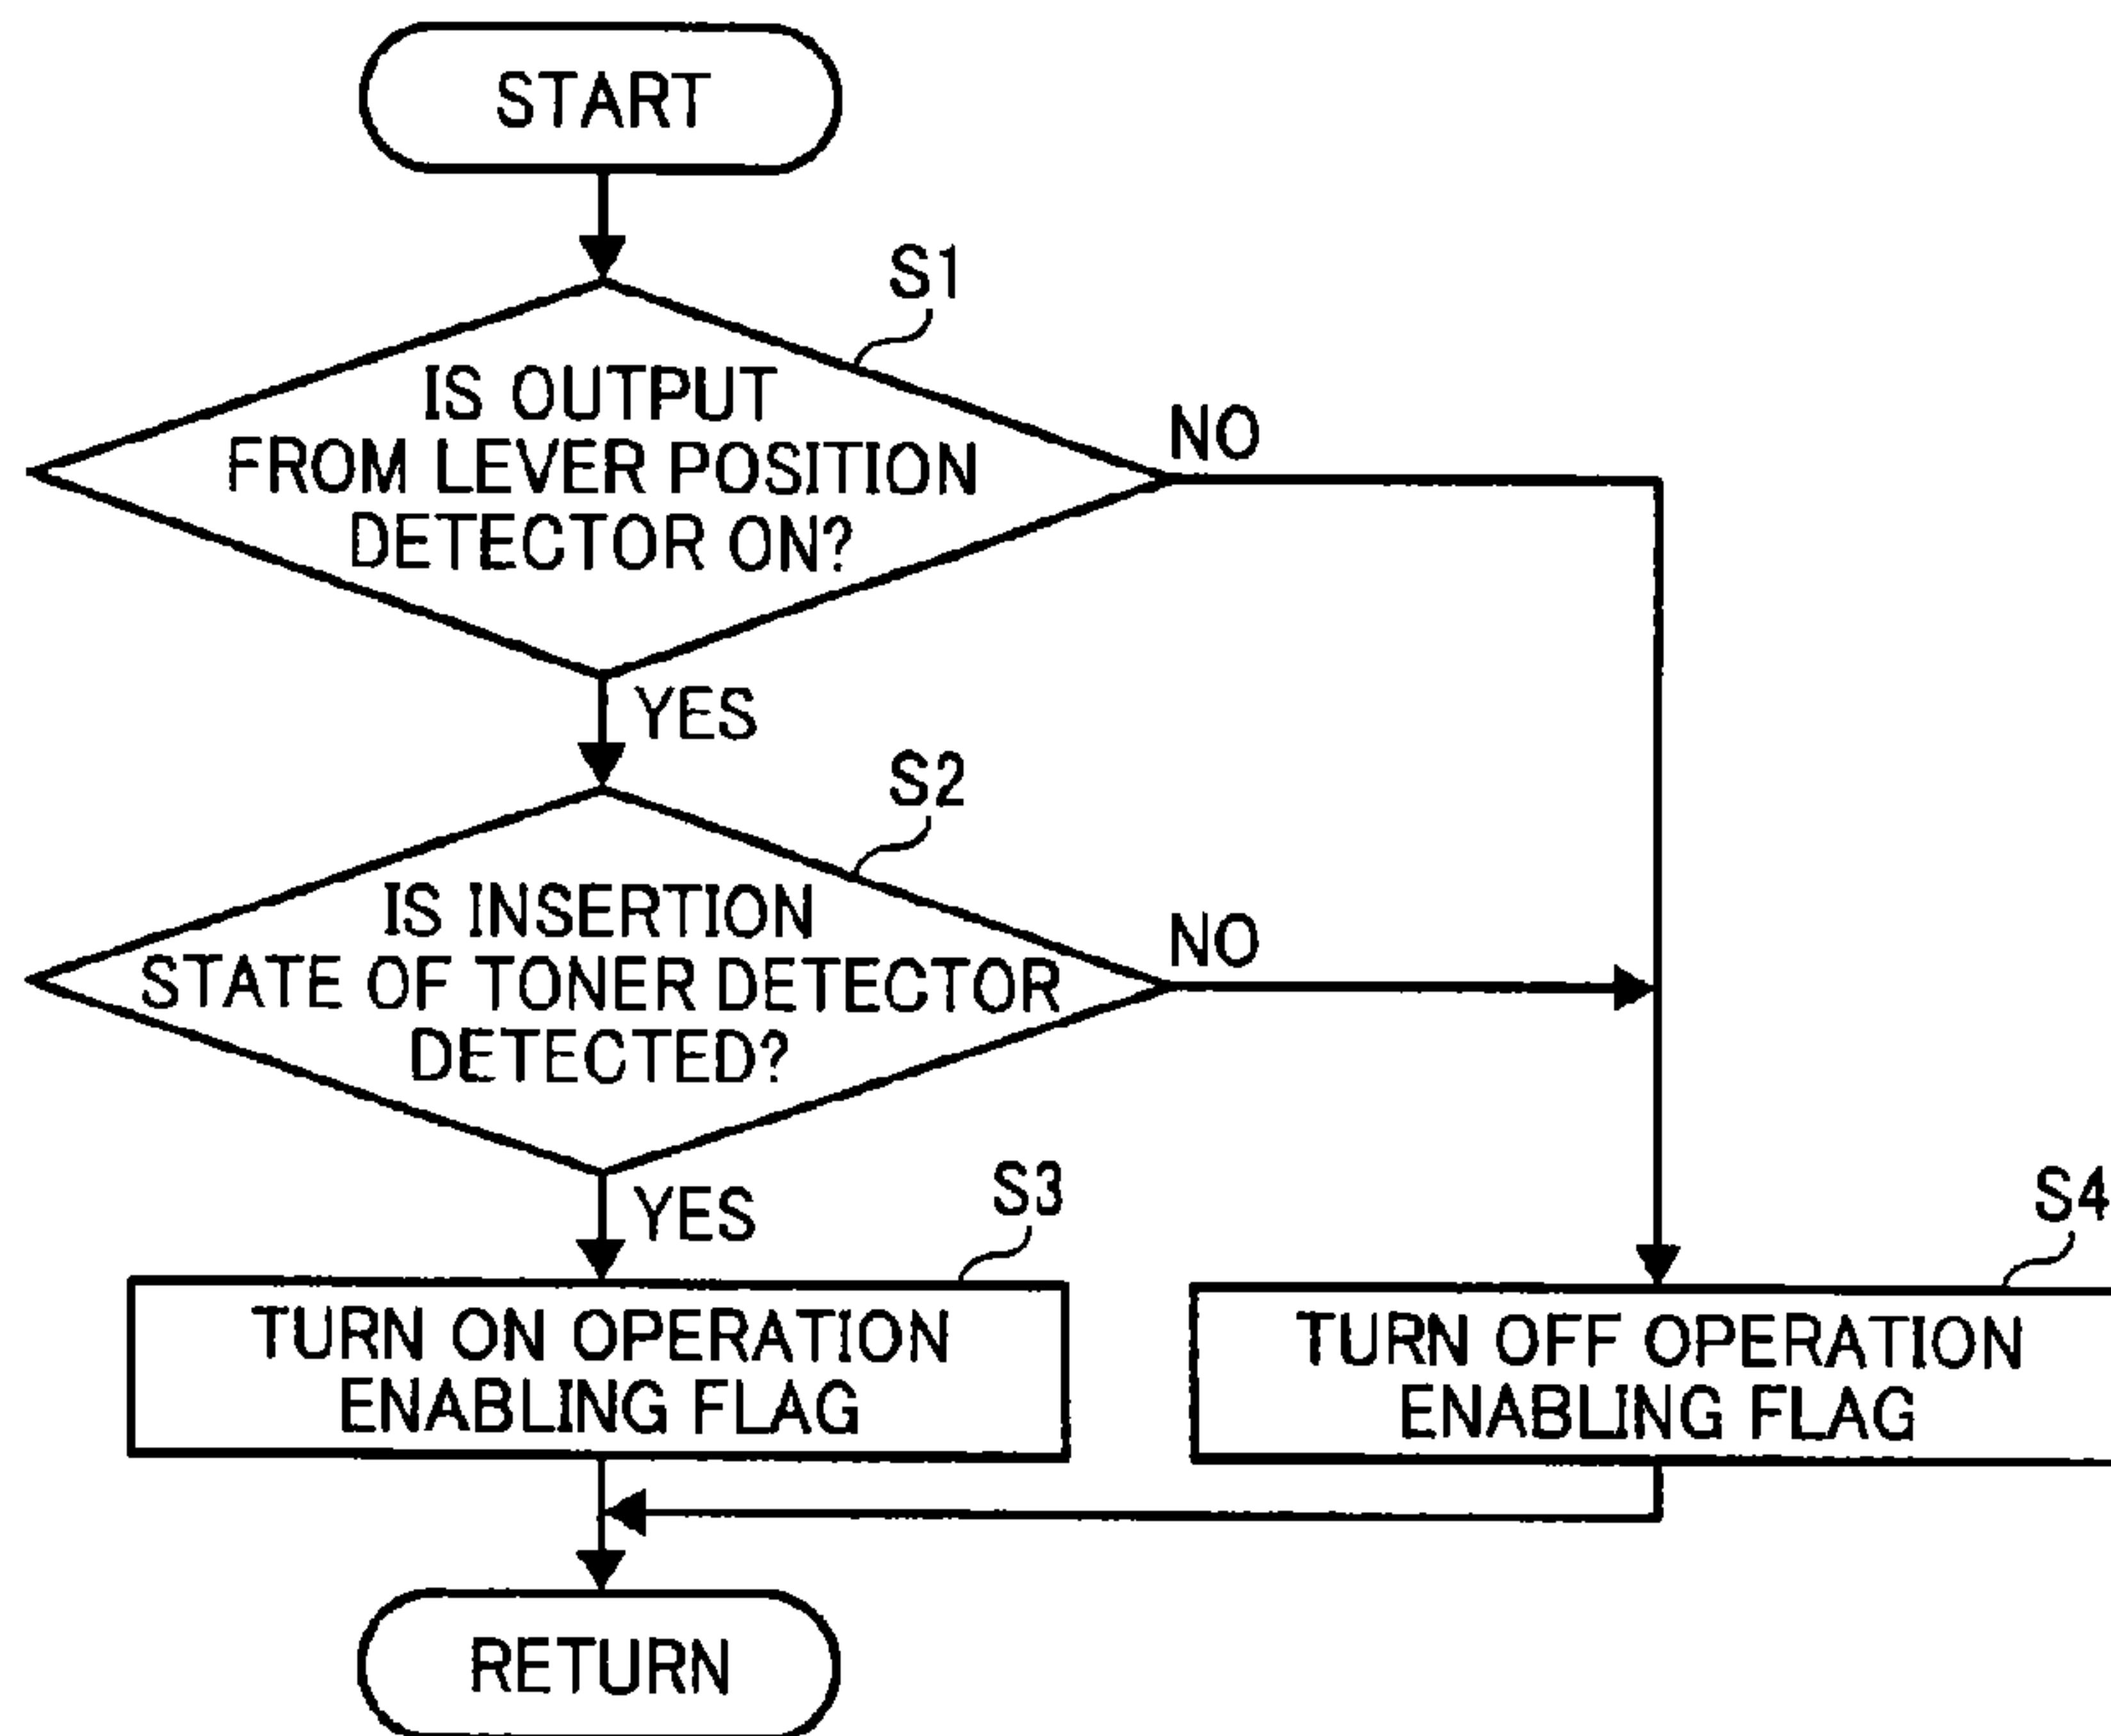 START
S1
IS OUTPUT
FROM LEVER POSITION
DETECTOR ON?
NO
YES
S2
IS INSERTION
STATE OF TONER DETECTOR
DETECTED?
NO
YES
S3
TURN ON OPERATION
ENABLING FLAG
S4
TURN OFF OPERATION
ENABLING FLAG
RETURN